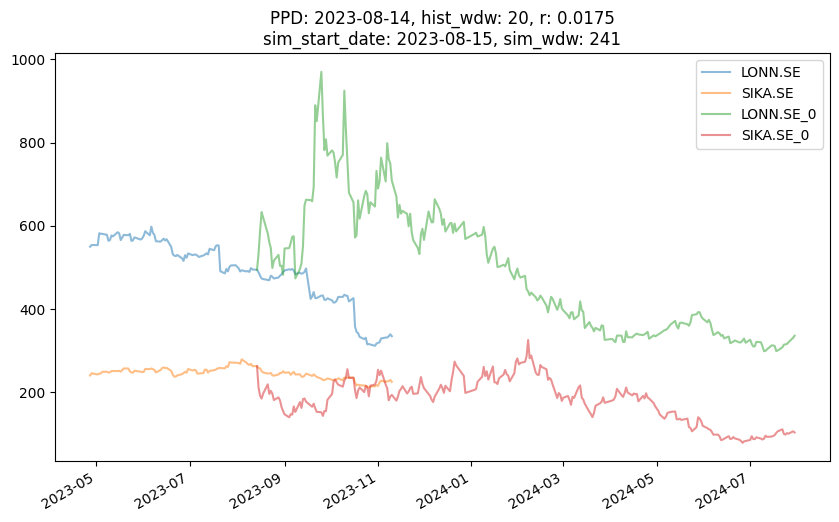 PPD: 2023-08-14, hist_wdw: 20, r: 0.0175
sim_start_date: 2023-08-15, sim_wdw: 241
LONN.SE
SIKA.SE
LONN.SE_0
SIKA.SE_0
1000
800
600
400
200
2023-05
2023-07
2023-09
2023-11
2024-01
2024-03
2024-05
2024-07